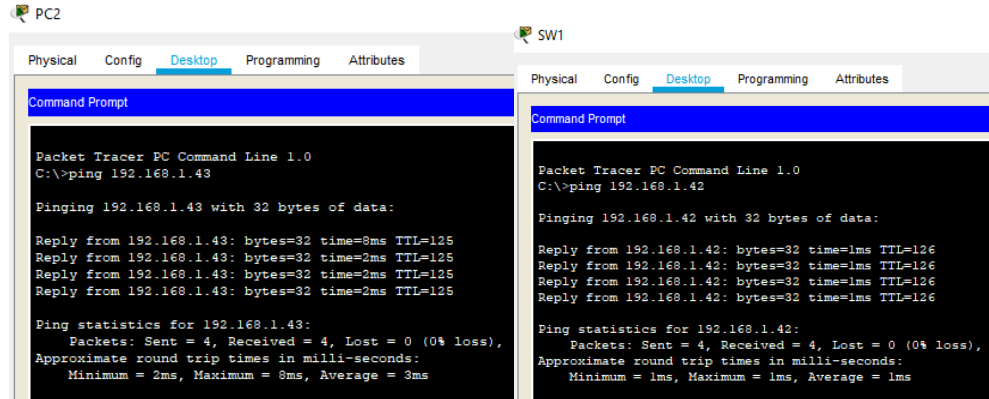 PC2
Physical Config Desktop Programming Attributes
Command Prompt
Packet Tracer PC Command Line 1.0
C:\>ping 192.168.1.43
Pinging 192.168.1.43 with 32 bytes of data:
Reply from 192.168.1.43: bytes=32 time=8ms TTL=125
Reply from 192.168.1.43: bytes=32 time=2ms TTL=125
Reply from 192.168.1.43: bytes=32 time=2ms TTL=125
Reply from 192.168.1.43: bytes=32 time=2ms TTL=125
Ping statistics for 192.168.1.43:
Packets: Sent = 4, Received = 4, Lost = 0 (0% loss),
Approximate round trip times in milli-seconds:
Minimum = 2ms, Maximum = 8ms, Average = 3ms
SW1
Physical Config Desktop Programming Attributes
Command Prompt
Packet Tracer PC Command Line 1.0
C:\>ping 192.168.1.42
Pinging 192.168.1.42 with 32 bytes of data:
Reply from 192.168.1.42: bytes=32 time=1ms TTL=126
Reply from 192.168.1.42: bytes=32 time=1ms TTL=126
Reply from 192.168.1.42: bytes=32 time=1ms TTL=126
Reply from 192.168.1.42: bytes=32 time=1ms TTL=126
Ping statistics for 192.168.1.42:
Packets: Sent = 4, Received = 4, Lost = 0 (0% loss),
Approximate round trip times in milli-seconds:
Minimum = 1ms, Maximum = 1ms, Average = 1ms